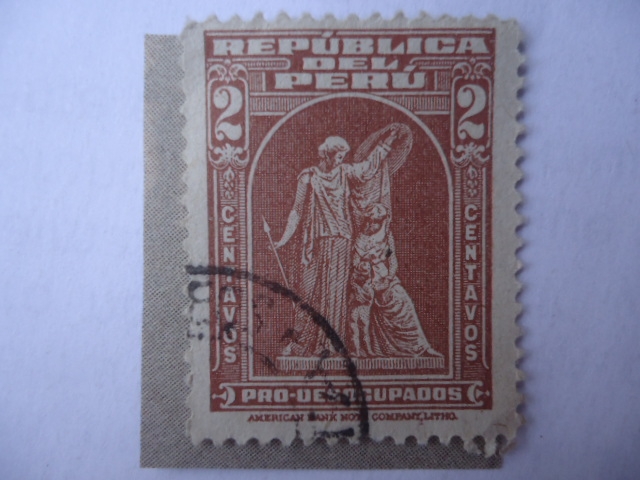 REPÚBLICA
DEL
PERÚ
2 2
CENTAVOS
CENTAVOS
PRO-DESOCUPADOS
AMERICAN BANK NOTE COMPANY, LITHO.